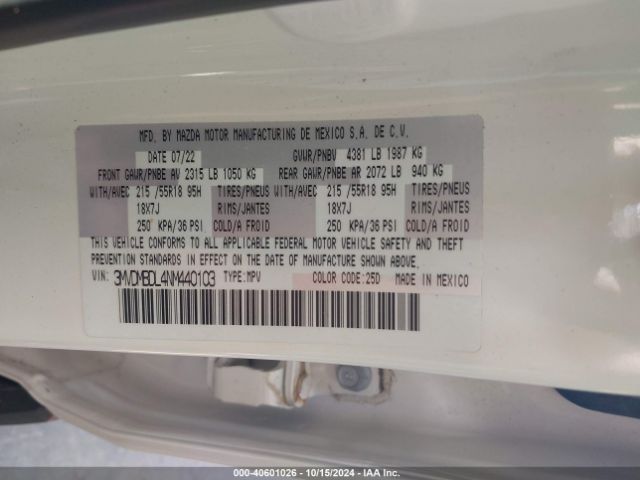 MFD. BY MAZDA MOTOR MANUFACTURING DE MEXICO S.A. DE C.V.
DATE 07/22 GVWR/PNBV 4381 LB 1987 KG
FRONT GAWR/PNBE AV 2315 LB 1050 KG REAR GAWR/PNBE AR 2072 LB 940 KG
WITH/AVEC 215 /55R18 95H TIRES/PNEUS WITH/AVEC 215 /55R18 95H TIRES/PNEUS
18X7J RIMS/JANTES 18X7J RIMS/JANTES
250 KPA/36 PSI COLD/A FROID 250 KPA/36 PSI COLD/A FROID
THIS VEHICLE CONFORMS TO ALL APPLICABLE FEDERAL MOTOR VEHICLE SAFETY AND THEFT
PREVENTION STANDARDS IN EFFECT ON THE DATE OF MANUFACTURE SHOWN ABOVE.
VIN: 3MVDMBDL4NM440103 TYPE:MPV COLOR CODE:25D MADE IN MEXICO
000-40601026 - 10/15/2024 - IAA Inc.